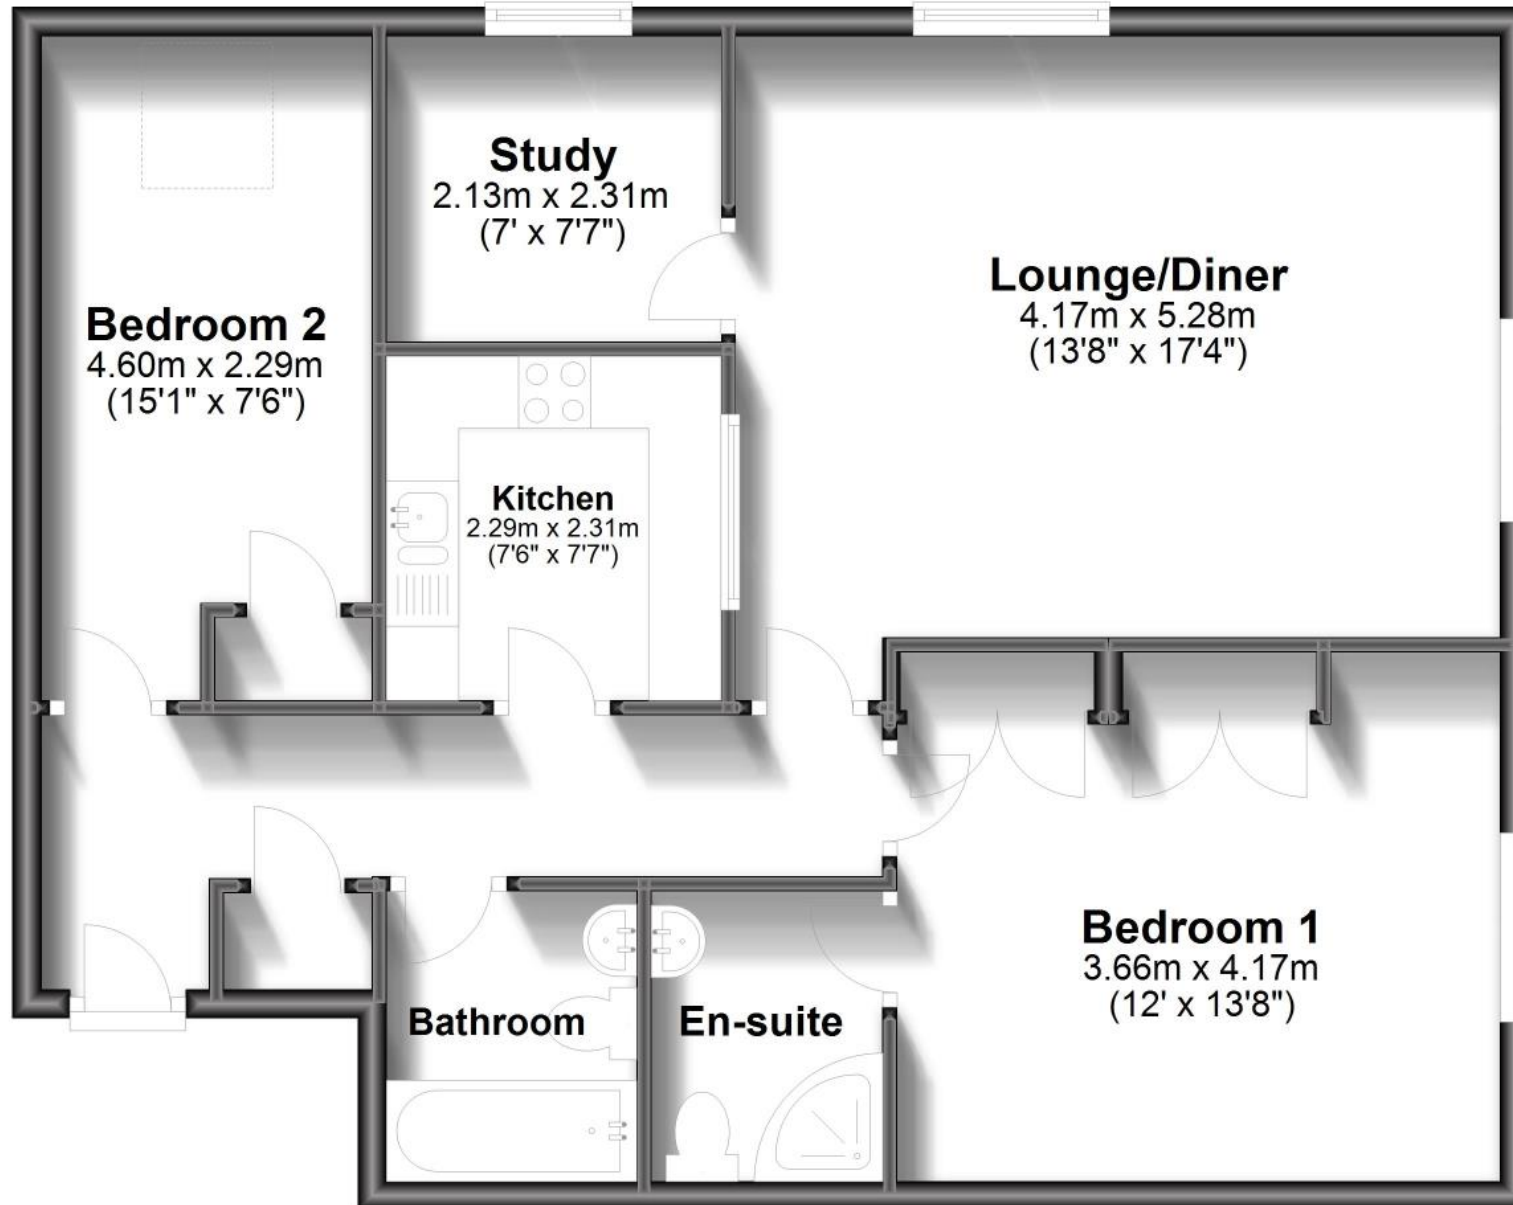 Study
2.13m x 2.31m
(7' x 7'7")
Lounge/Diner
4.17m x 5.28m
(13'8" x 17'4")
Bedroom 2
4.60m x 2.29m
(15'1" x 7'6")
Kitchen
2.29m x 2.31m
(7'6" x 7'7")
Bedroom 1
3.66m x 4.17m
(12' x 13'8")
Bathroom
En-suite